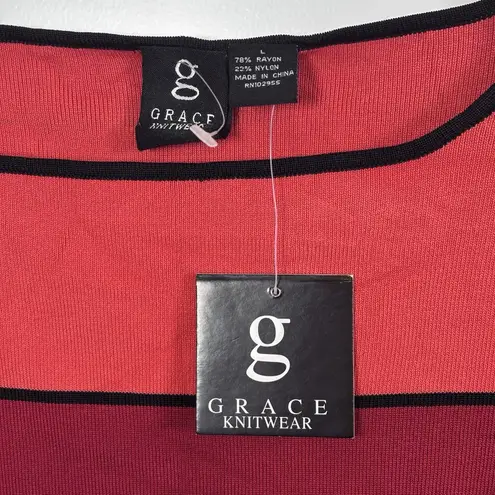 g
GRACE
KNITWEAR
L
78% RAYON
22% NYLON
MADE IN CHINA
RN102955
g
GRACE
KNITWEAR